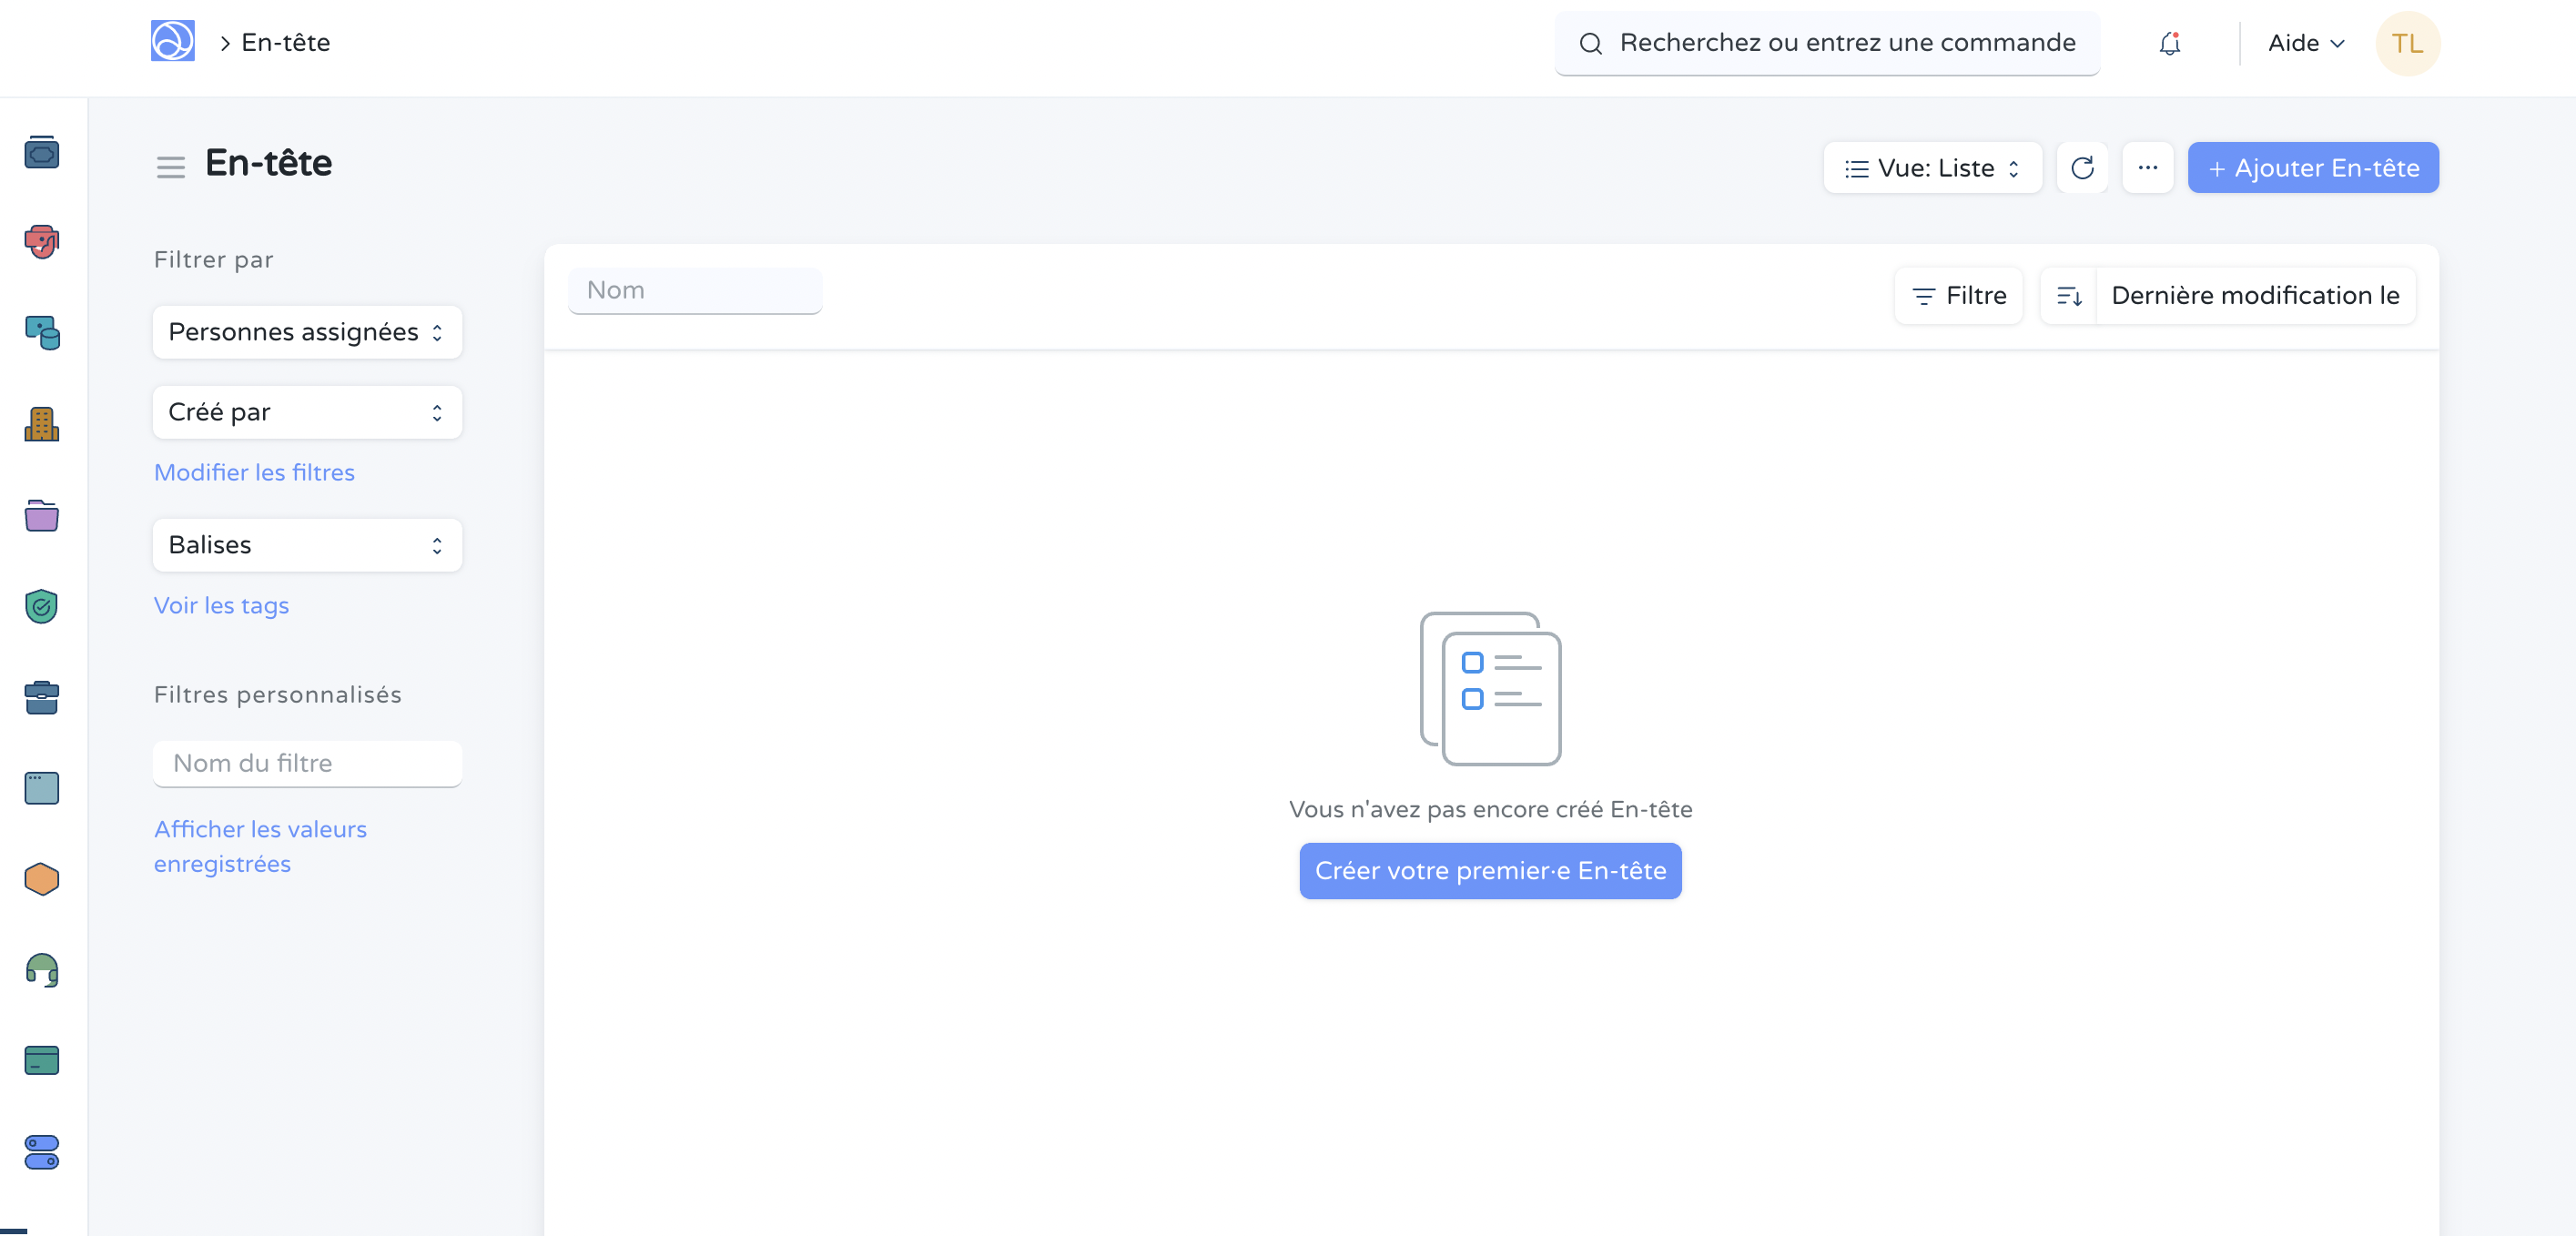 En-tête
Recherchez ou entrez une commande
Aide
TL
En-tête
Vue: Liste
+ Ajouter En-tête
Filtrer par
Personnes assignées
Créé par
Modifier les filtres
Balises
Voir les tags
Filtres personnalisés
Nom du filtre
Afficher les valeurs
enregistrées
Nom
Filtre
Dernière modification le
Vous n'avez pas encore créé En-tête
Créer votre premier·e En-tête